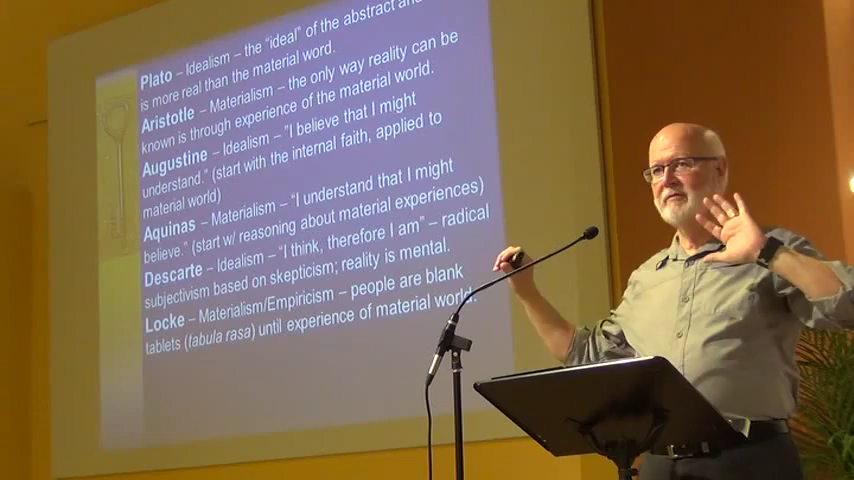 Plato – Idealism – the "ideal" of the abstract and
is more real than the material word.
Aristotle – Materialism – the only way reality can be
known is through experience of the material world.
Augustine – Idealism – "I believe that I might
understand." (start with the internal faith, applied to
material world)
Aquinas – Materialism – "I understand that I might
believe." (start w/ reasoning about material experiences)
Descarte – Idealism – "I think, therefore I am" – radical
subjectivism based on skepticism; reality is mental.
Locke – Materialism/Empiricism – people are blank
tablets (tabula rasa) until experience of material world.